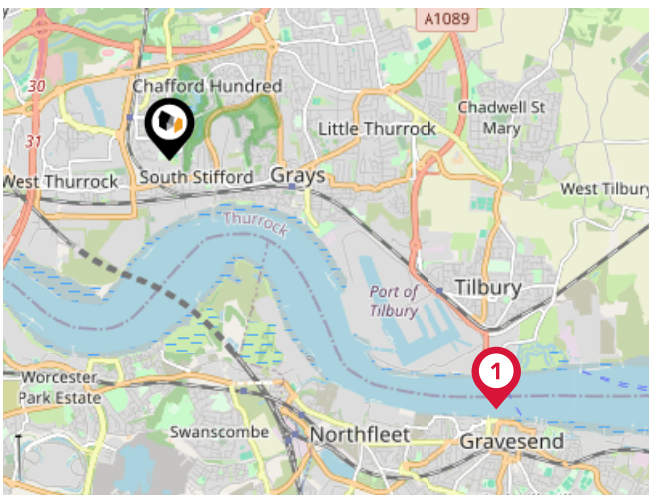 A1089
30
Chafford Hundred
Chadwell St
Mary
31
Little Thurrock
West Thurrock
South Stifford
Grays
West Tilbury
Thurrock
Port of
Tilbury
Tilbury
1
Worcester
Park Estate
Swanscombe
Northfleet
Gravesend